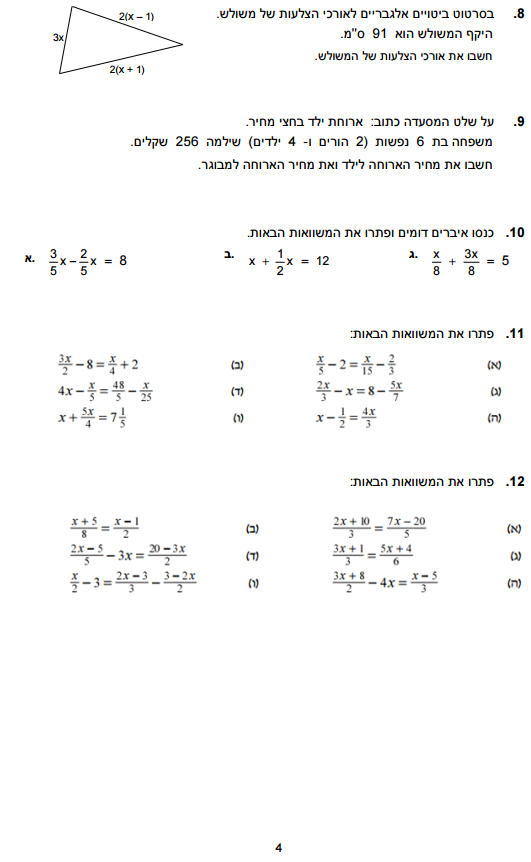 8. בסרטוט ביטויים אלגבריים לאורכי הצלעות של משולש.
היקף המשולש הוא 91 ס"מ.
חשבו את אורכי הצלעות של המשולש.
2(x – 1)
3x
2(x + 1)
9. על שלט המסעדה כתוב: ארוחת ילד בחצי מחיר.
משפחה בת 6 נפשות (2 הורים ו- 4 ילדים) שילמה 256 שקלים.
חשבו את מחיר הארוחה לילד ואת מחיר הארוחה למבוגר.
10. כנסו איברים דומים ופתרו את המשוואות הבאות.
א. 3/5 x – 2/5 x = 8
ב. x + 1/2 x = 12
ג. x/8 + 3x/8 = 5
11. פתרו את המשוואות הבאות:
(א) x/5 – 2 = x/15 – 2/3
(ב) 3x/2 – 8 = x/4 + 2
(ג) 2x/3 – x = 8 – 5x/7
(ד) 4x – x/5 = 48/5 – x/25
(ה) x – 1/2 = 4x/3
(ו) x + 5x/4 = 7 1/5
12. פתרו את המשוואות הבאות:
(א) (2x + 10)/3 = (7x – 20)/5
(ב) (x + 5)/8 = (x – 1)/2
(ג) (3x + 1)/3 = (5x + 4)/6
(ד) (2x – 5)/5 – 3x = (20 – 3x)/2
(ה) (3x + 8)/2 – 4x = (x – 5)/3
(ו) x/2 – 3 = (2x – 3)/3 – (3 – 2x)/2
4